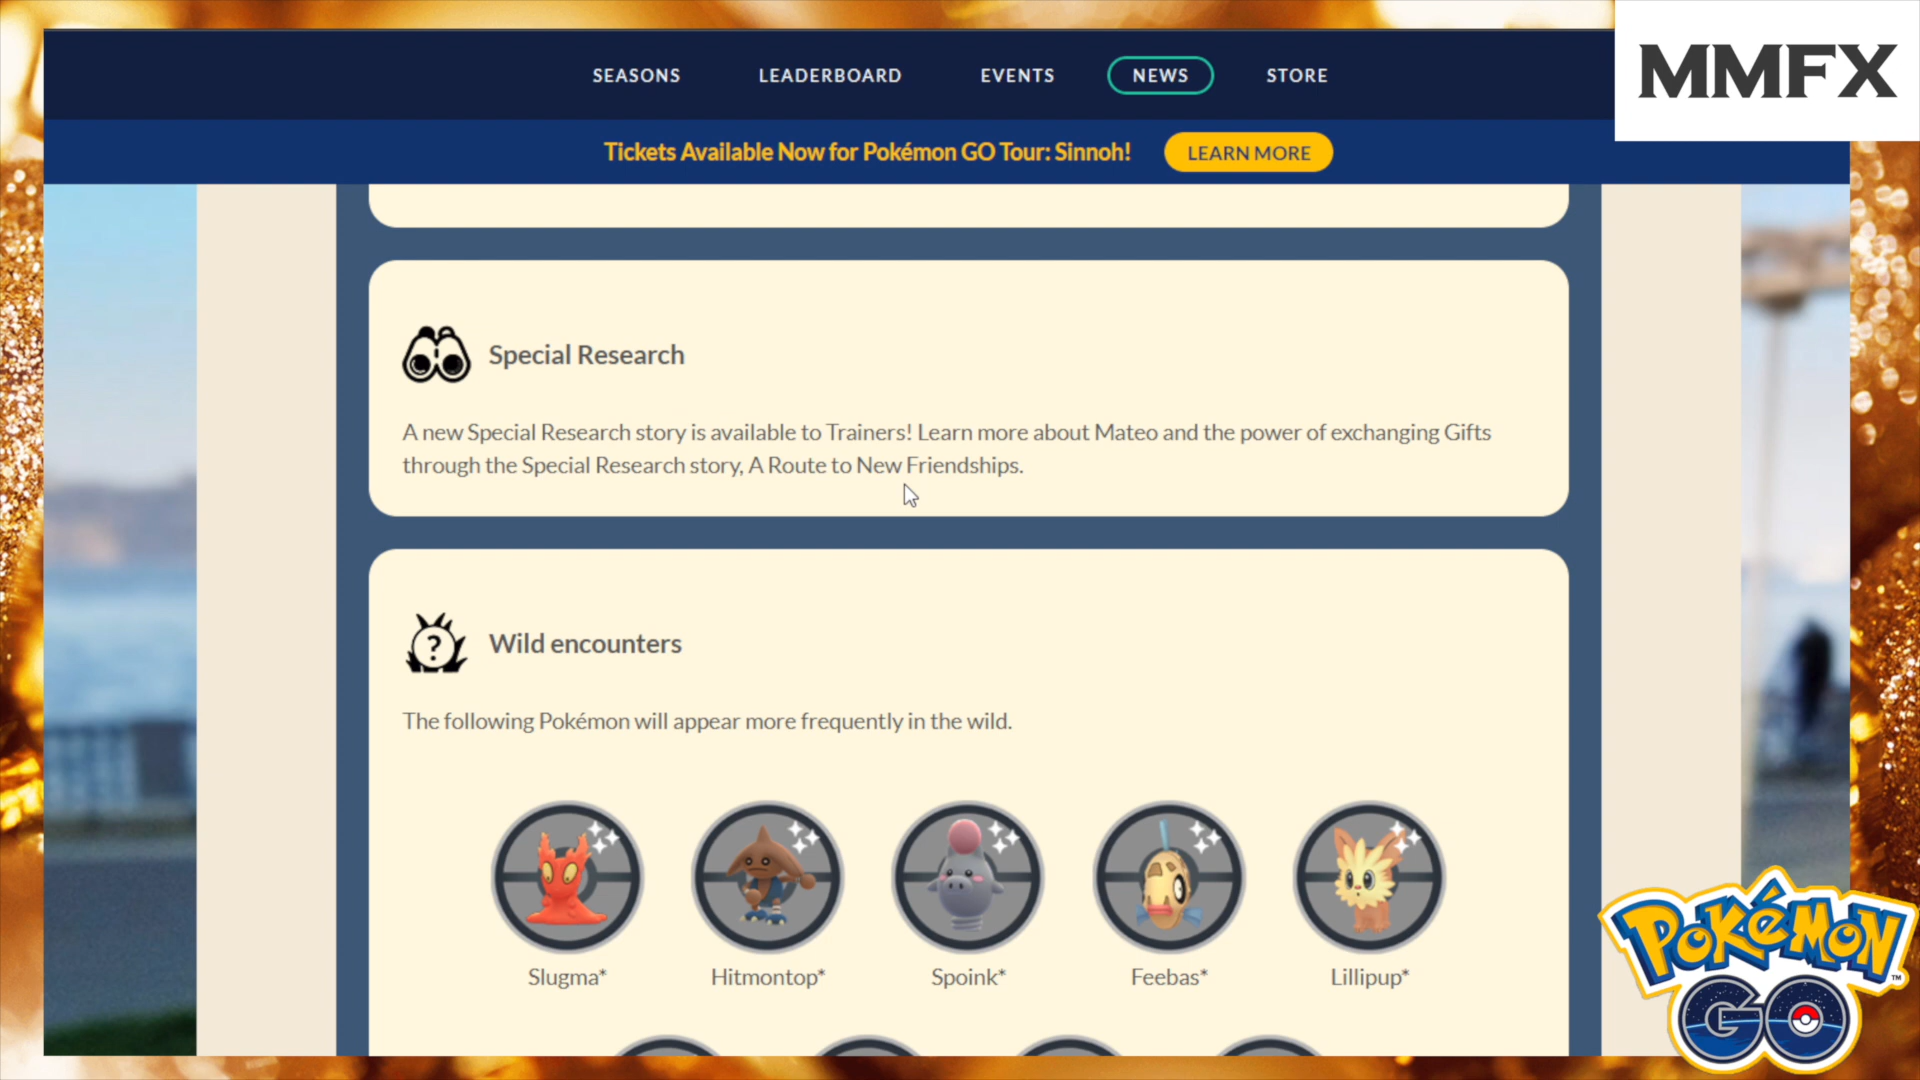 SEASONS LEADERBOARD EVENTS NEWS STORE
MMFX
Tickets Available Now for Pokémon GO Tour: Sinnoh! LEARN MORE
Special Research
A new Special Research story is available to Trainers! Learn more about Mateo and the power of exchanging Gifts
through the Special Research story, A Route to New Friendships.
?
Wild encounters
The following Pokémon will appear more frequently in the wild.
Slugma* Hitmontop* Spoink* Feebas* Lillipup*
POKéMON
TM
GO